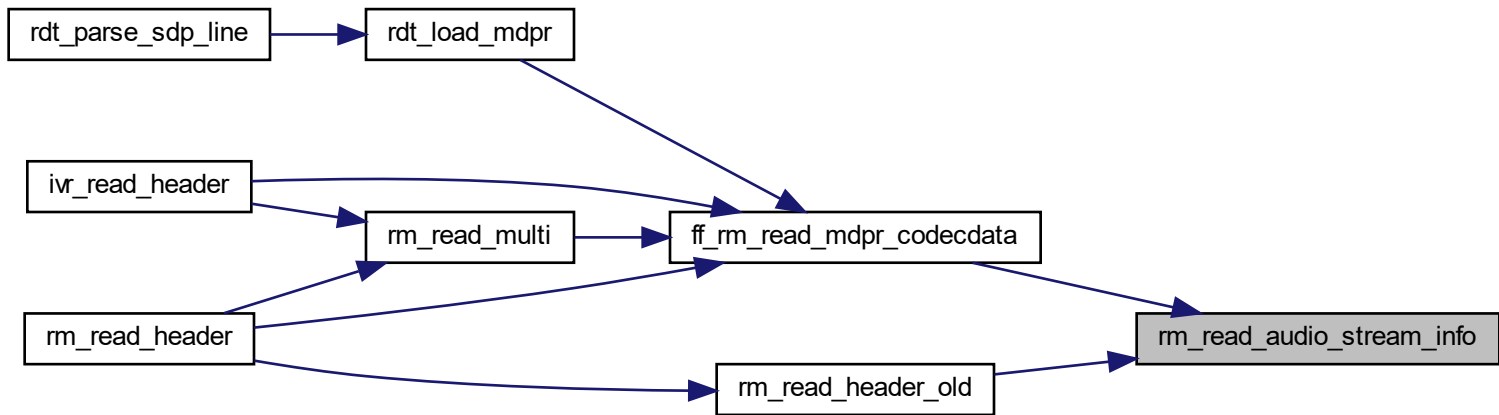 rdt_parse_sdp_line
rdt_load_mdpr
ivr_read_header
rm_read_multi
ff_rm_read_mdpr_codecdata
rm_read_header
rm_read_audio_stream_info
rm_read_header_old